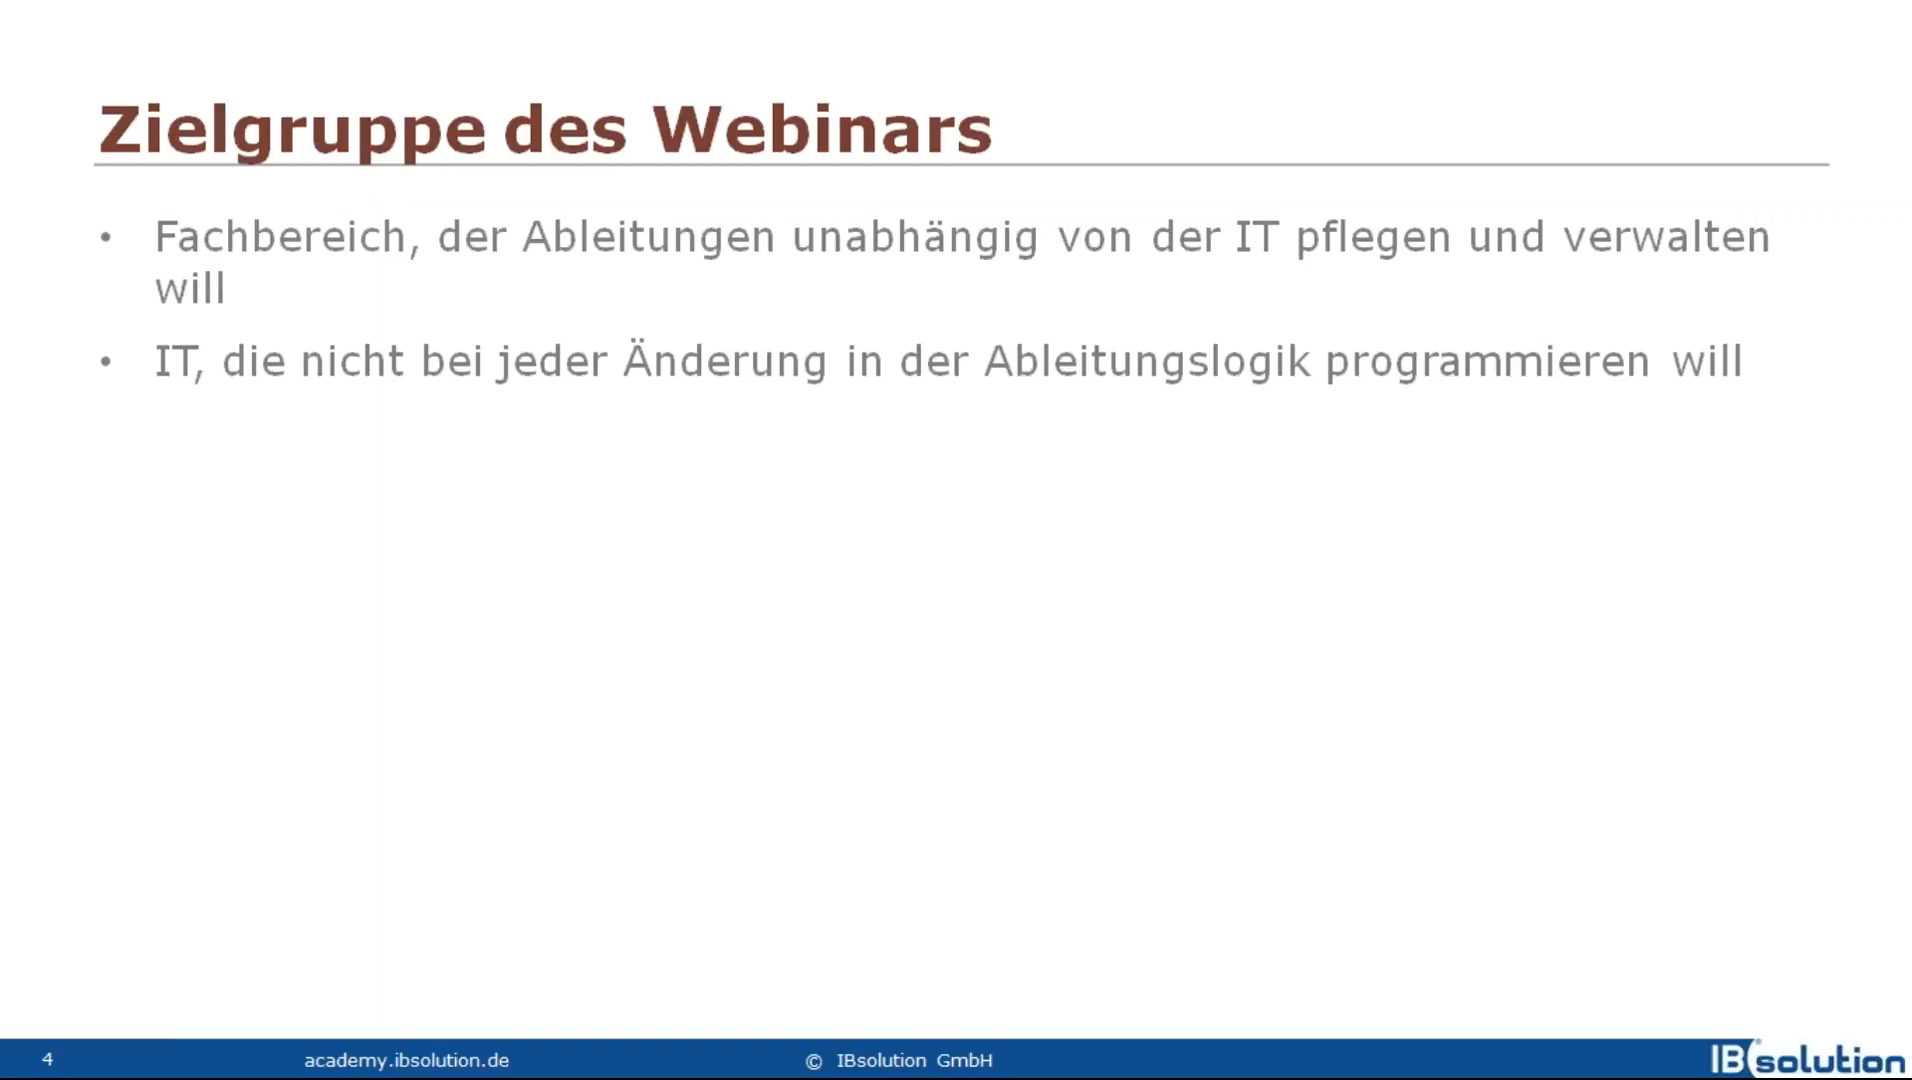 Zielgruppe des Webinars
• Fachbereich, der Ableitungen unabhängig von der IT pflegen und verwalten
will
• IT, die nicht bei jeder Änderung in der Ableitungslogik programmieren will
4 academy.ibsolution.de © IBsolution GmbH IBsolution